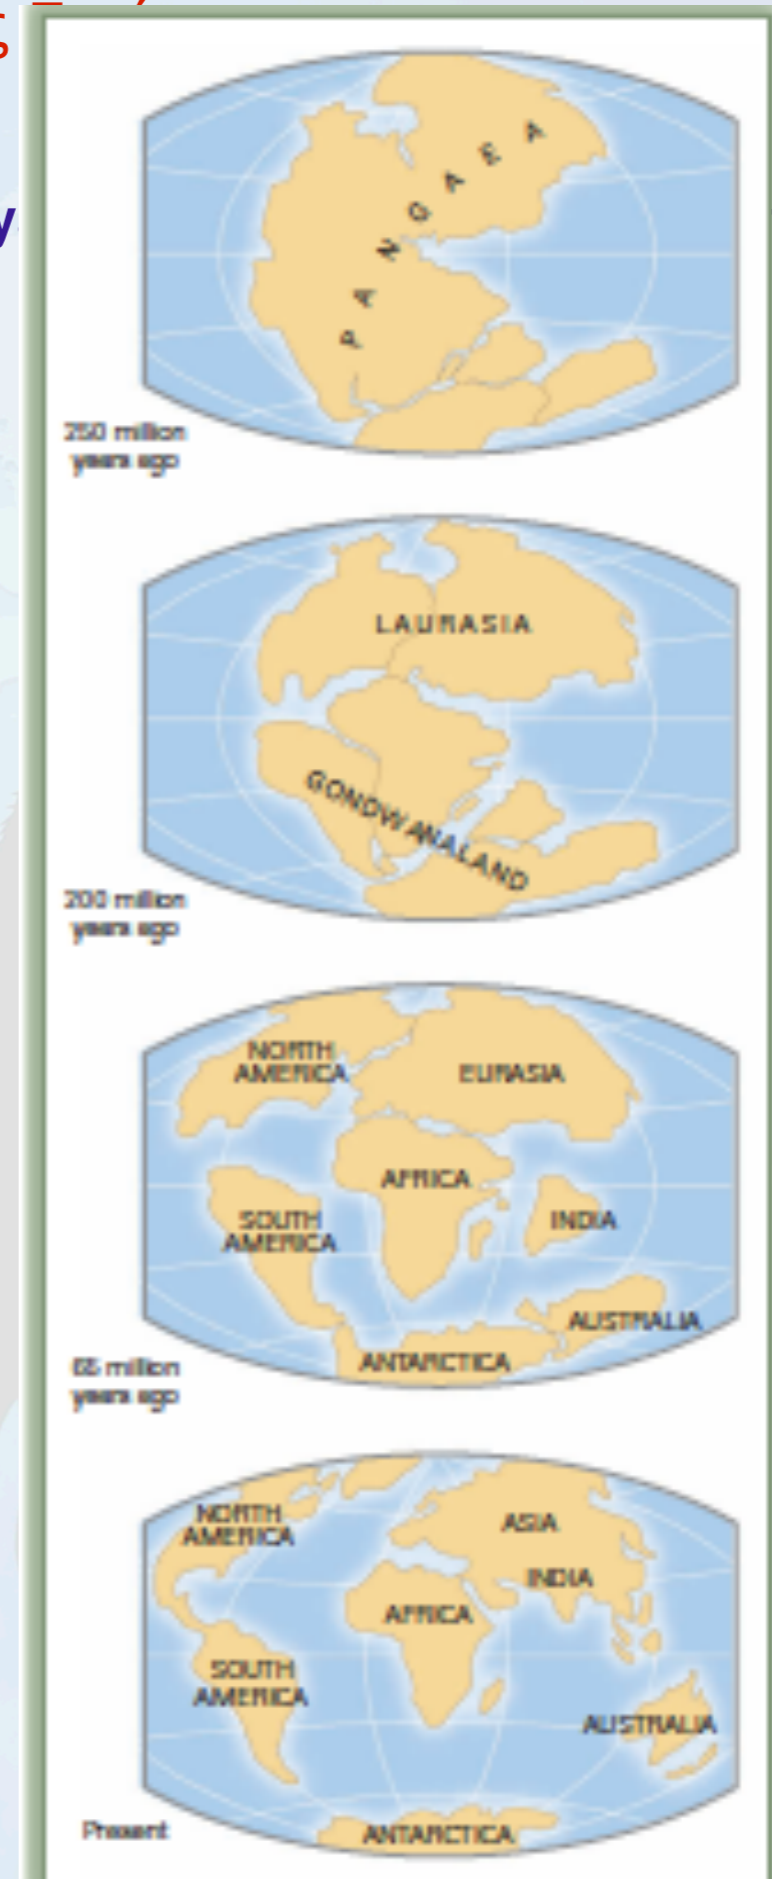 y
PANGAEA
250 million
years ago
LAURASIA
GONDWANALAND
200 million
years ago
NORTH
AMERICA
EURASIA
AFRICA
SOUTH
AMERICA
INDIA
AUSTRALIA
ANTARCTICA
65 million
years ago
NORTH
AMERICA
ASIA
INDIA
AFRICA
SOUTH
AMERICA
AUSTRALIA
Present
ANTARCTICA